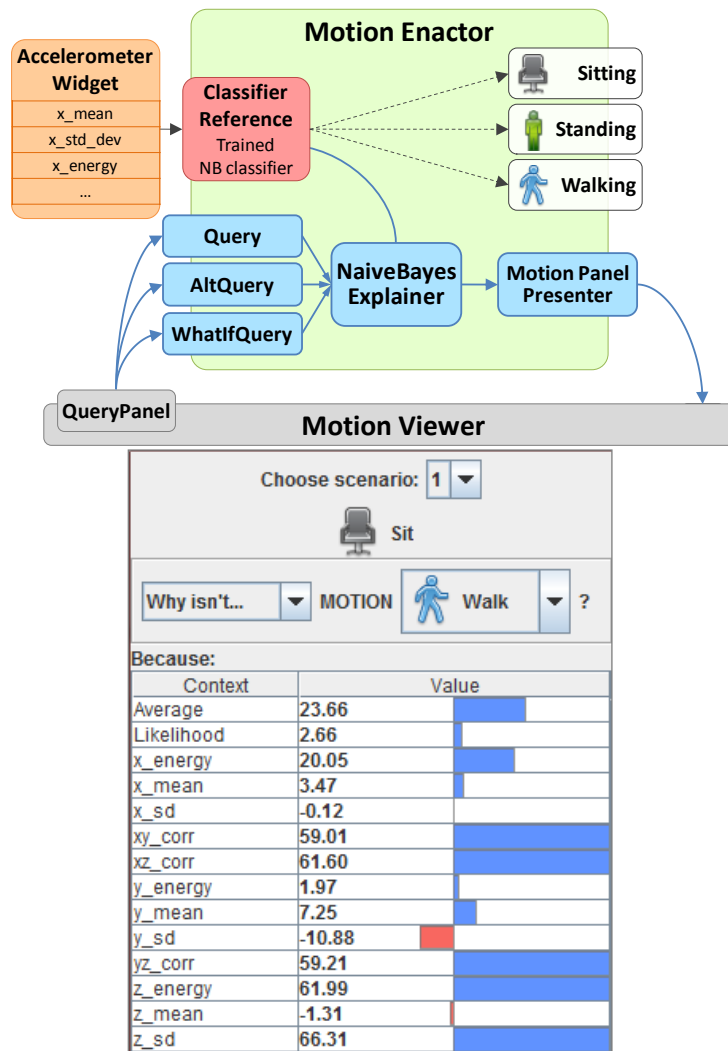 Motion Enactor
Accelerometer
Widget
x_mean
x_std_dev
x_energy
...
Classifier
Reference
Trained
NB classifier
Sitting
Standing
Walking
Query
AltQuery
WhatIfQuery
NaiveBayes
Explainer
Motion Panel
Presenter
QueryPanel
Motion Viewer
Choose scenario: 1
Sit
Why isn't... MOTION Walk ?
Because:
Context Value
Average 23.66
Likelihood 2.66
x_energy 20.05
x_mean 3.47
x_sd -0.12
xy_corr 59.01
xz_corr 61.60
y_energy 1.97
y_mean 7.25
y_sd -10.88
yz_corr 59.21
z_energy 61.99
z_mean -1.31
z_sd 66.31